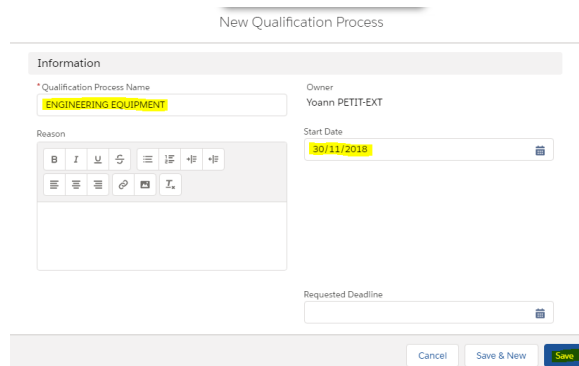 New Qualification Process
Information
*Qualification Process Name
ENGINEERING EQUIPMENT
Owner
Yoann PETIT-EXT
Reason
B I U S
Start Date
30/11/2018
Requested Deadline
Cancel Save & New Save